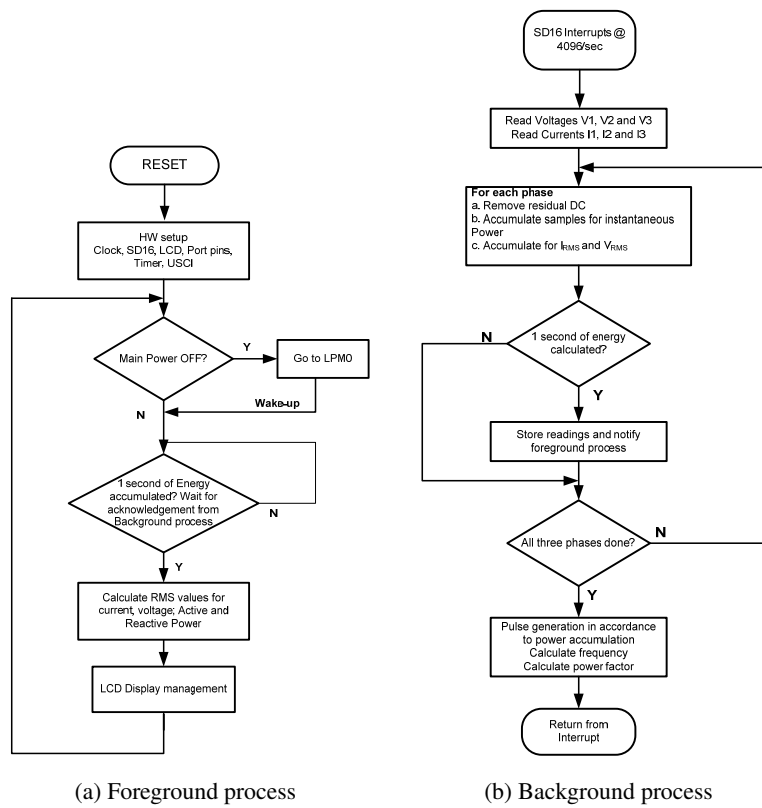 RESET
HW setup
Clock, SD16, LCD, Port pins,
Timer, USCI
Main Power OFF?
Y
Go to LPM0
Wake-up
N
1 second of Energy
accumulated? Wait for
acknowledgement from
Background process
N
Y
Calculate RMS values for
current, voltage; Active and
Reactive Power
LCD Display management
(a) Foreground process
SD16 Interrupts @
4096/sec
Read Voltages V1, V2 and V3
Read Currents I1, I2 and I3
For each phase
a. Remove residual DC
b. Accumulate samples for instantaneous
Power
c. Accumulate for IRMS and VRMS
N
1 second of energy
calculated?
Y
Store readings and notify
foreground process
All three phases done?
N
Y
Pulse generation in accordance
to power accumulation
Calculate frequency
Calculate power factor
Return from
Interrupt
(b) Background process